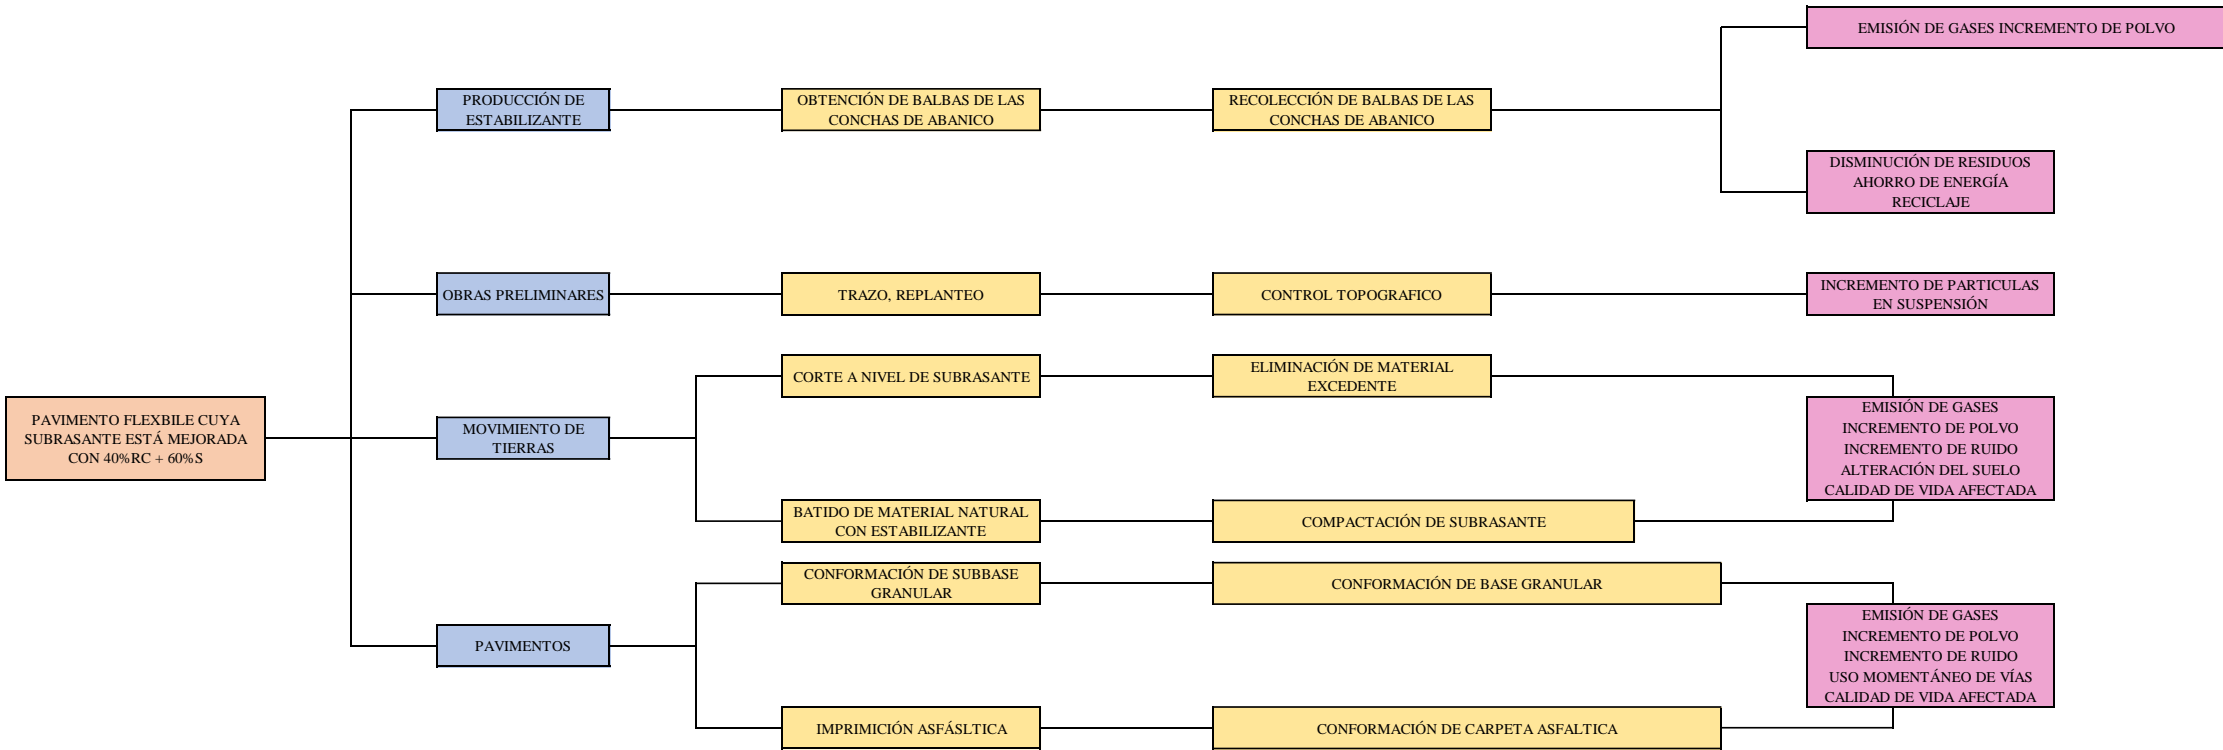 EMISIÓN DE GASES INCREMENTO DE POLVO
PRODUCCIÓN DE
ESTABILIZANTE
OBTENCIÓN DE BALBAS DE LAS
CONCHAS DE ABANICO
RECOLECCIÓN DE BALBAS DE LAS
CONCHAS DE ABANICO
DISMINUCIÓN DE RESIDUOS
AHORRO DE ENERGÍA
RECICLAJE
OBRAS PRELIMINARES
TRAZO, REPLANTEO
CONTROL TOPOGRAFICO
INCREMENTO DE PARTICULAS
EN SUSPENSIÓN
PAVIMENTO FLEXBILE CUYA
SUBRASANTE ESTÁ MEJORADA
CON 40%RC + 60%S
MOVIMIENTO DE
TIERRAS
CORTE A NIVEL DE SUBRASANTE
ELIMINACIÓN DE MATERIAL
EXCEDENTE
EMISIÓN DE GASES
INCREMENTO DE POLVO
INCREMENTO DE RUIDO
ALTERACIÓN DEL SUELO
CALIDAD DE VIDA AFECTADA
BATIDO DE MATERIAL NATURAL
CON ESTABILIZANTE
COMPACTACIÓN DE SUBRASANTE
PAVIMENTOS
CONFORMACIÓN DE SUBBASE
GRANULAR
CONFORMACIÓN DE BASE GRANULAR
EMISIÓN DE GASES
INCREMENTO DE POLVO
INCREMENTO DE RUIDO
USO MOMENTÁNEO DE VÍAS
CALIDAD DE VIDA AFECTADA
IMPRIMICIÓN ASFÁSLTICA
CONFORMACIÓN DE CARPETA ASFALTICA